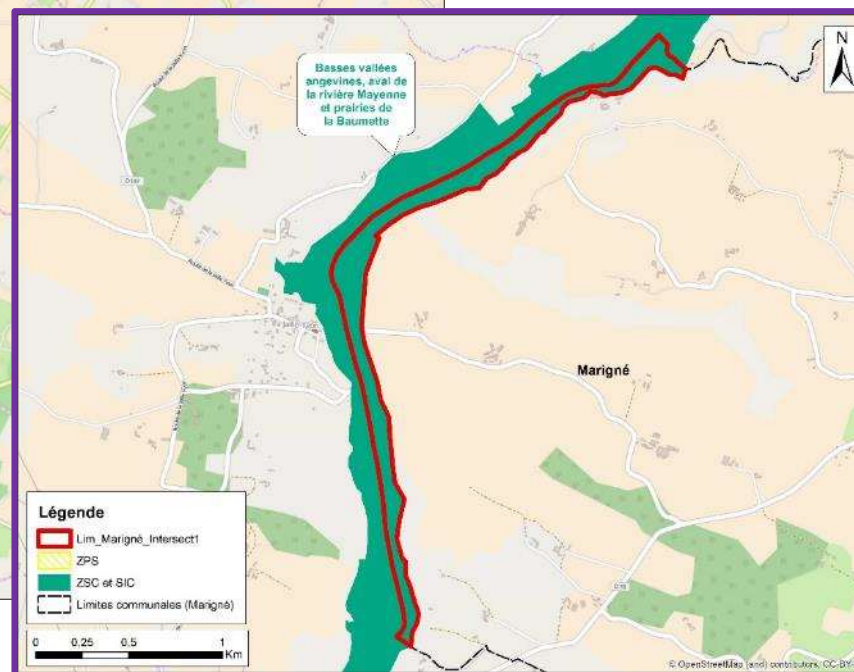 Basses vallées
angevines, aval de
la rivière Mayenne
et prairies de
la Baumette
N
Marigné
Légende
Lim_Marigné_Intersect1
ZPS
ZSC et SIC
Limites communales (Marigné)
0 0.25 0.5 1
Km
© OpenStreetMap (and) contributors, CC-BY